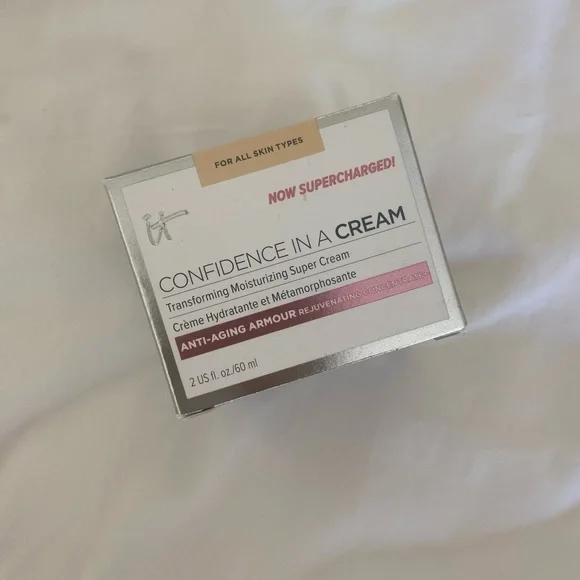 FOR ALL SKIN TYPES
NOW SUPERCHARGED!
it
CONFIDENCE IN A CREAM
Transforming Moisturizing Super Cream
Crème Hydratante et Métamorphosante
ANTI-AGING ARMOUR REJUVENATING CONCENTRATES
2 US fl. oz./60 ml